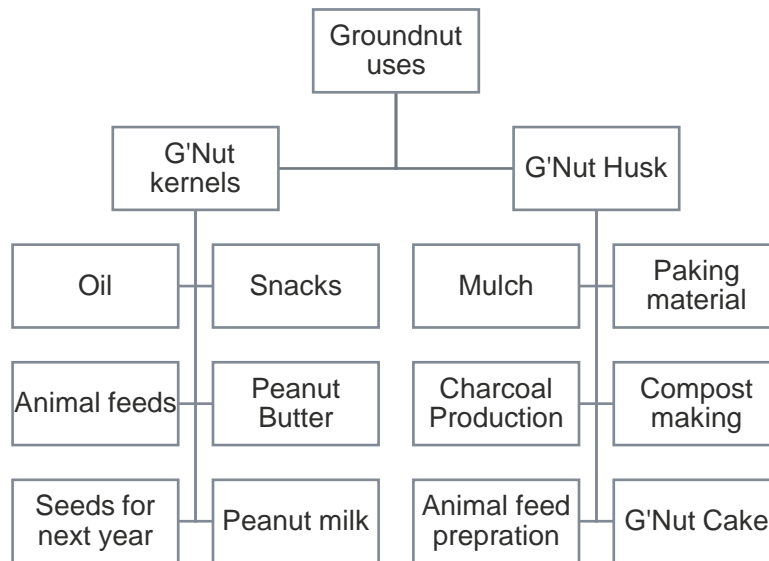 Groundnut
uses
G'Nut
kernels
G'Nut Husk
Oil
Snacks
Mulch
Paking
material
Animal feeds
Peanut
Butter
Charcoal
Production
Compost
making
Seeds for
next year
Peanut milk
Animal feed
prepration
G'Nut Cake